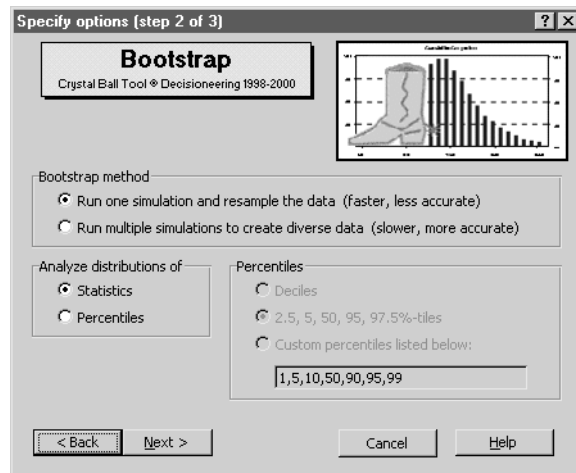 Specify options (step 2 of 3)
Bootstrap
Crystal Ball Tool ® Decisioneering 1998-2000
Bootstrap method
Run one simulation and resample the data (faster, less accurate)
Run multiple simulations to create diverse data (slower, more accurate)
Analyze distributions of
Statistics
Percentiles
Percentiles
Deciles
2.5, 5, 50, 95, 97.5%-tiles
Custom percentiles listed below:
1,5,10,50,90,95,99
< Back
Next >
Cancel
Help